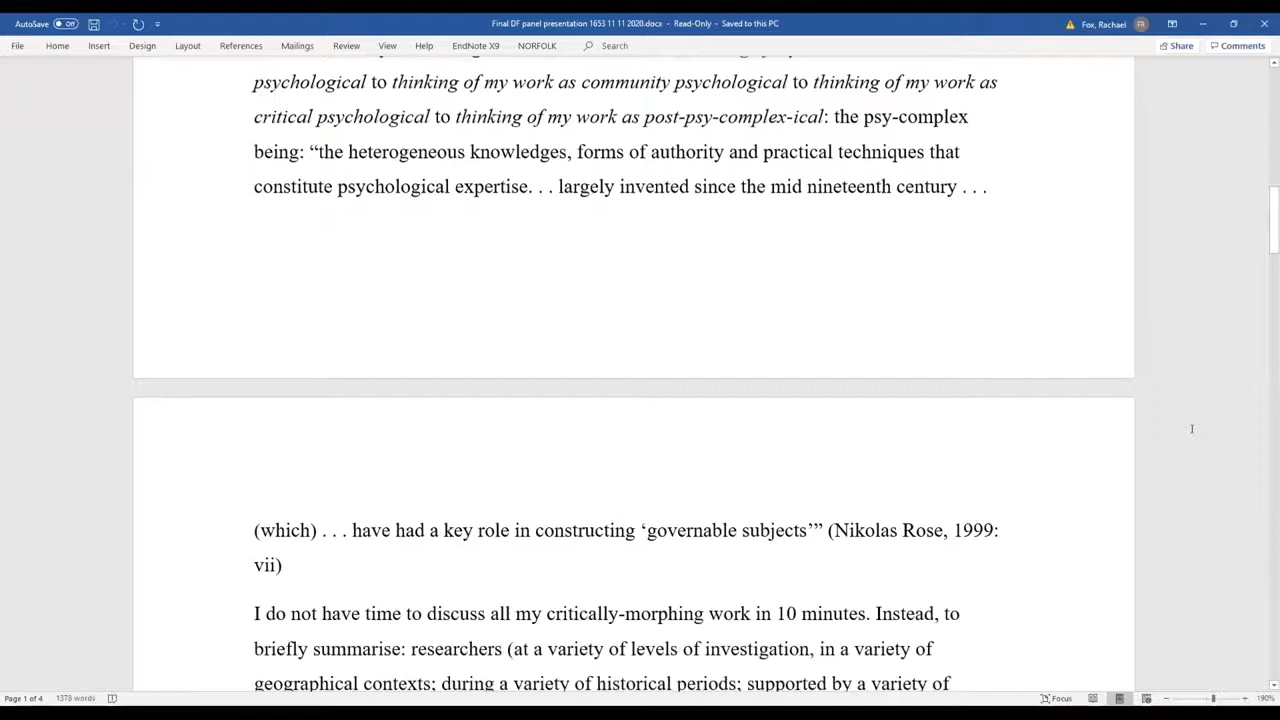 AutoSave Off
Final DF panel presentation 1653 11 11 2020.docx - Read-Only - Saved to this PC
Fox, Rachael FR
File Home Insert Design Layout References Mailings Review View Help EndNote X9 NORFOLK Search
Share Comments
psychological to thinking of my work as community psychological to thinking of my work as
critical psychological to thinking of my work as post-psy-complex-ical: the psy-complex
being: “the heterogeneous knowledges, forms of authority and practical techniques that
constitute psychological expertise. . . largely invented since the mid nineteenth century . . .
(which) . . . have had a key role in constructing ‘governable subjects’” (Nikolas Rose, 1999:
vii)
I do not have time to discuss all my critically-morphing work in 10 minutes. Instead, to
briefly summarise: researchers (at a variety of levels of investigation, in a variety of
geographical contexts; during a variety of historical periods; supported by a variety of
Page 1 of 4 1378 words Focus 190%